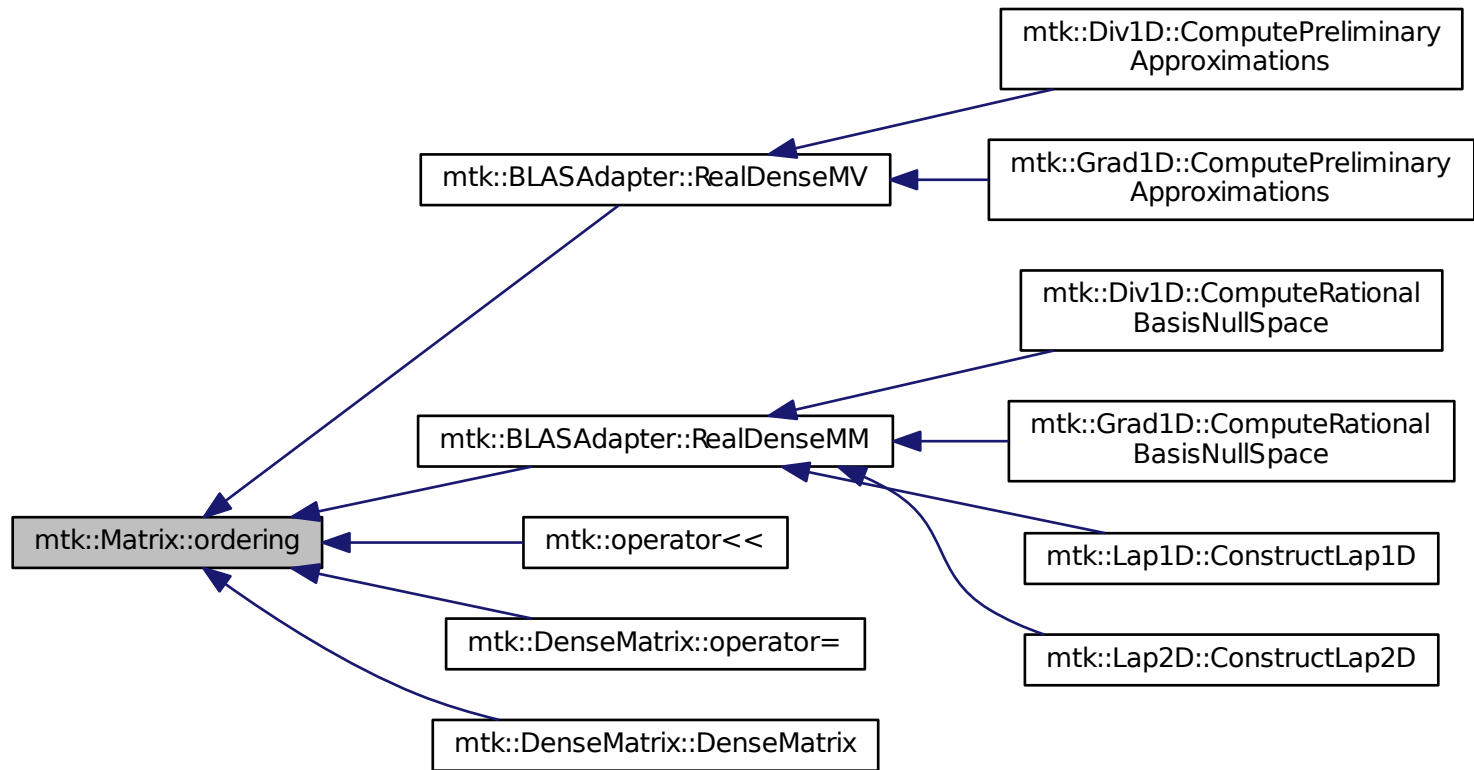 mtk::Div1D::ComputePreliminary
Approximations
mtk::Grad1D::ComputePreliminary
Approximations
mtk::BLASAdapter::RealDenseMV
mtk::Div1D::ComputeRational
BasisNullSpace
mtk::Grad1D::ComputeRational
BasisNullSpace
mtk::BLASAdapter::RealDenseMM
mtk::Matrix::ordering
mtk::operator<<
mtk::Lap1D::ConstructLap1D
mtk::DenseMatrix::operator=
mtk::Lap2D::ConstructLap2D
mtk::DenseMatrix::DenseMatrix